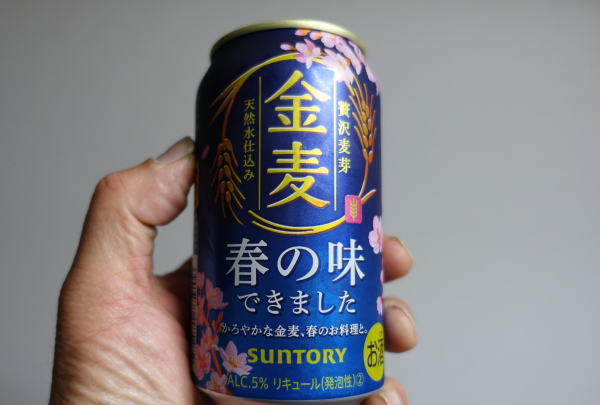 贅沢麦芽
金麦
天然水仕込み
春の味
できました
かろやかな金麦、春のお料理と。
SUNTORY
お酒
ALC.5% リキュール(発泡性)②